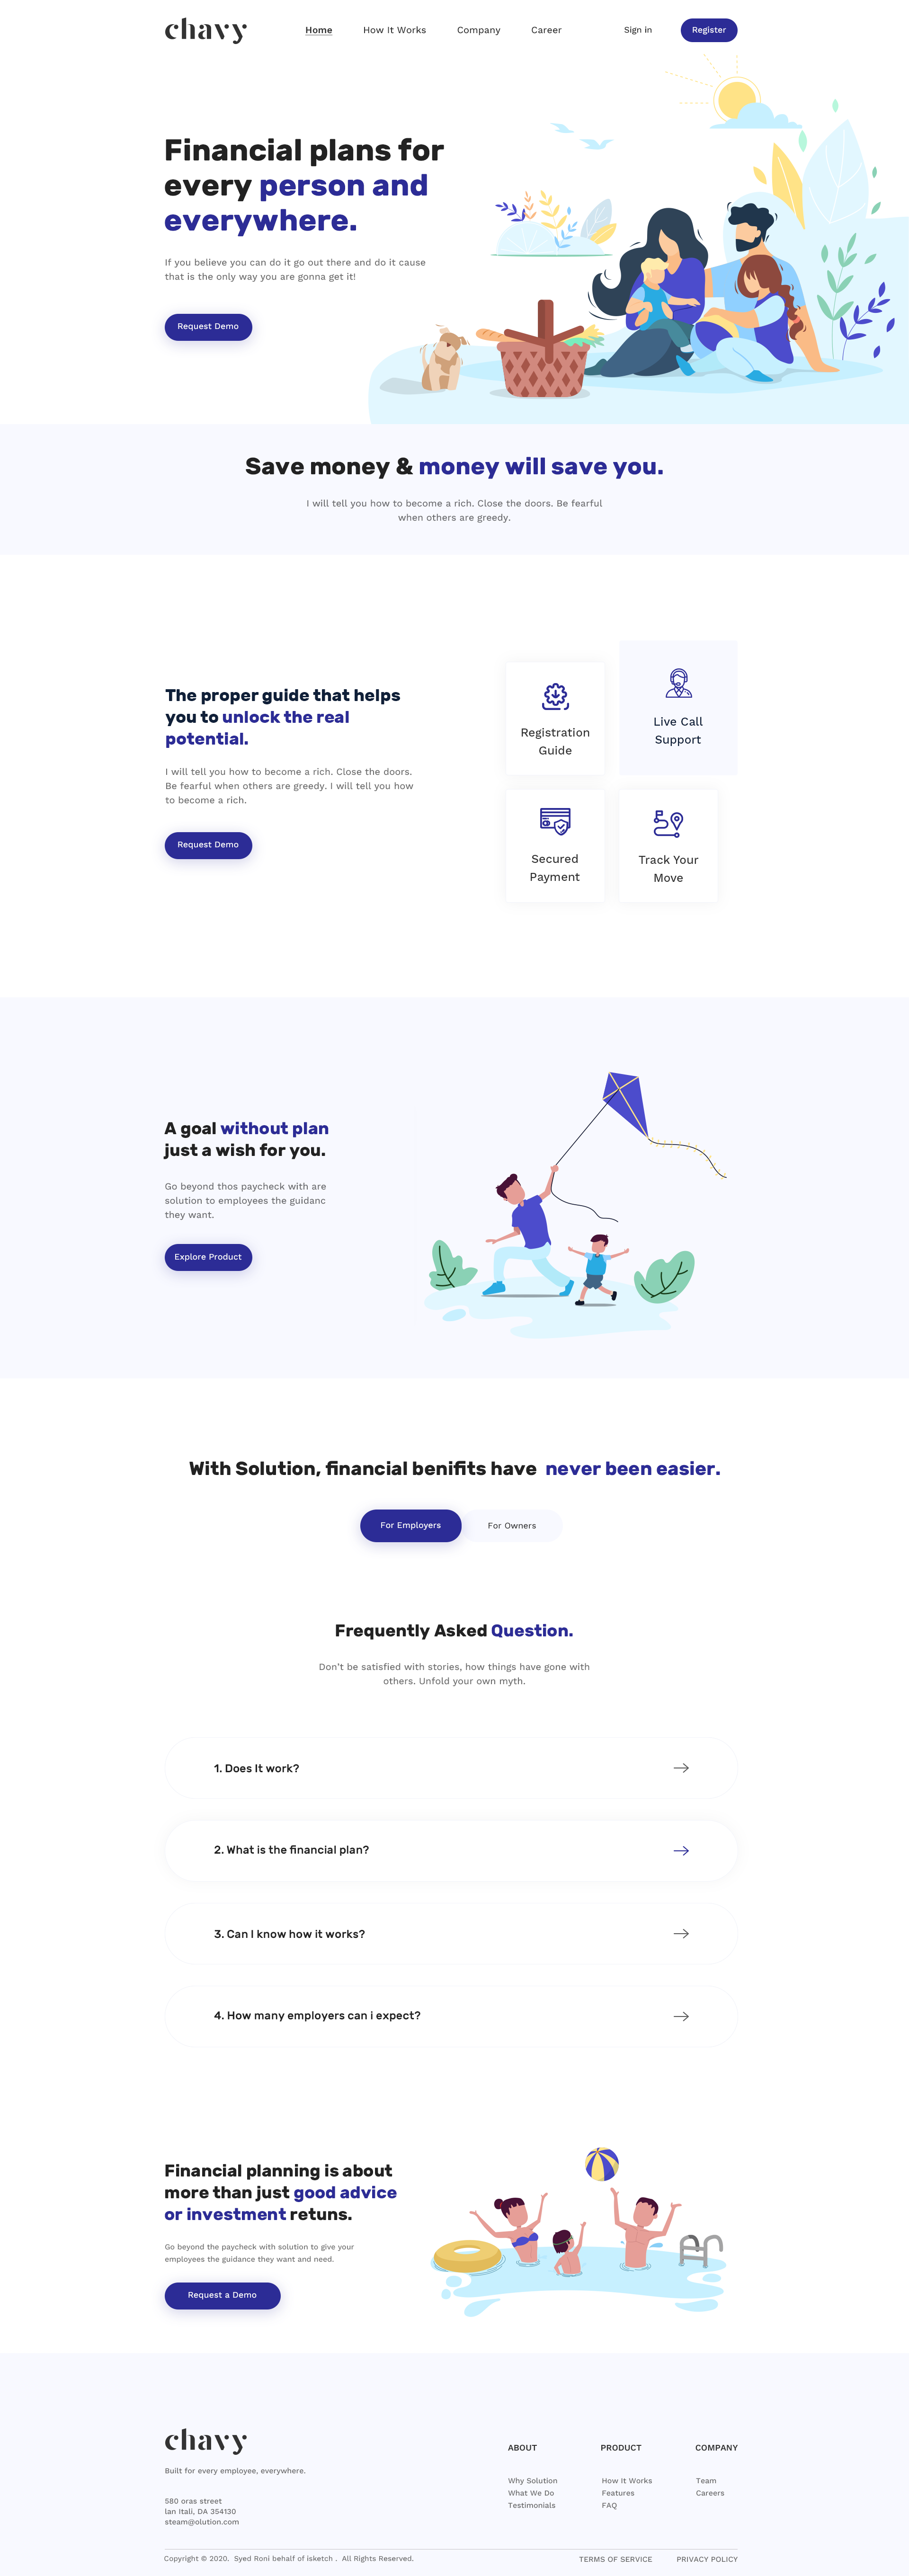 chavy
Home How It Works Company Career Sign in Register
Financial plans for
every person and
everywhere.
If you believe you can do it go out there and do it cause
that is the only way you are gonna get it!
Request Demo
Save money & money will save you.
I will tell you how to become a rich. Close the doors. Be fearful
when others are greedy.
The proper guide that helps
you to unlock the real
potential.
I will tell you how to become a rich. Close the doors.
Be fearful when others are greedy. I will tell you how
to become a rich.
Request Demo
Registration
Guide
Live Call
Support
Secured
Payment
Track Your
Move
A goal without plan
just a wish for you.
Go beyond thos paycheck with are
solution to employees the guidanc
they want.
Explore Product
With Solution, financial benifits have never been easier.
For Employers For Owners
Frequently Asked Question.
Don't be satisfied with stories, how things have gone with
others. Unfold your own myth.
1. Does It work?
2. What is the financial plan?
3. Can I know how it works?
4. How many employers can i expect?
Financial planning is about
more than just good advice
or investment retuns.
Go beyond the paycheck with solution to give your
employees the guidance they want and need.
Request a Demo
chavy
Built for every employee, everywhere.
580 oras street
lan Itali, DA 354130
steam@olution.com
ABOUT
Why Solution
What We Do
Testimonials
PRODUCT
How It Works
Features
FAQ
COMPANY
Team
Careers
Copyright © 2020. Syed Roni behalf of isketch . All Rights Reserved.
TERMS OF SERVICE PRIVACY POLICY